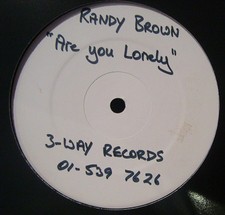 RANDY BROWN
"Are you Lonely"
3-WAY RECORDS
01-539 7626